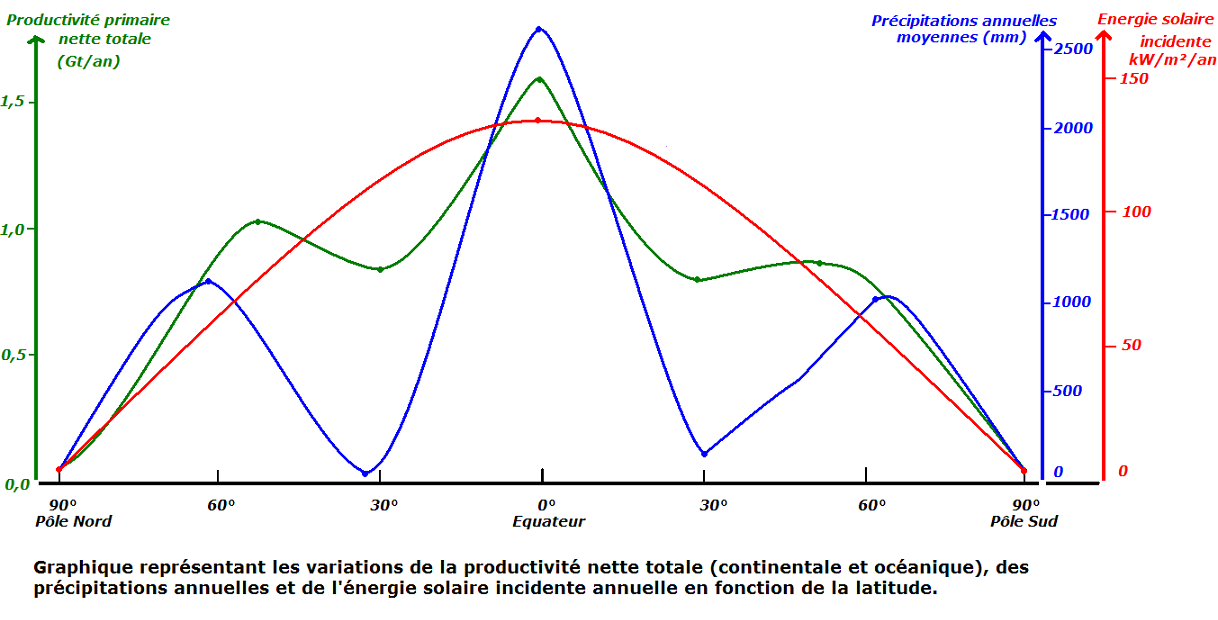 Productivité primaire
nette totale
(Gt/an)
Précipitations annuelles
moyennes (mm)
Energie solaire
incidente
kW/m²/an
1,5
1,0
0,5
0,0
2500
2000
1500
1000
500
0
150
100
50
0
90° 60° 30° 0° 30° 60° 90°
Pôle Nord Equateur Pôle Sud
Graphique représentant les variations de la productivité nette totale (continentale et océanique), des
précipitations annuelles et de l'énergie solaire incidente annuelle en fonction de la latitude.